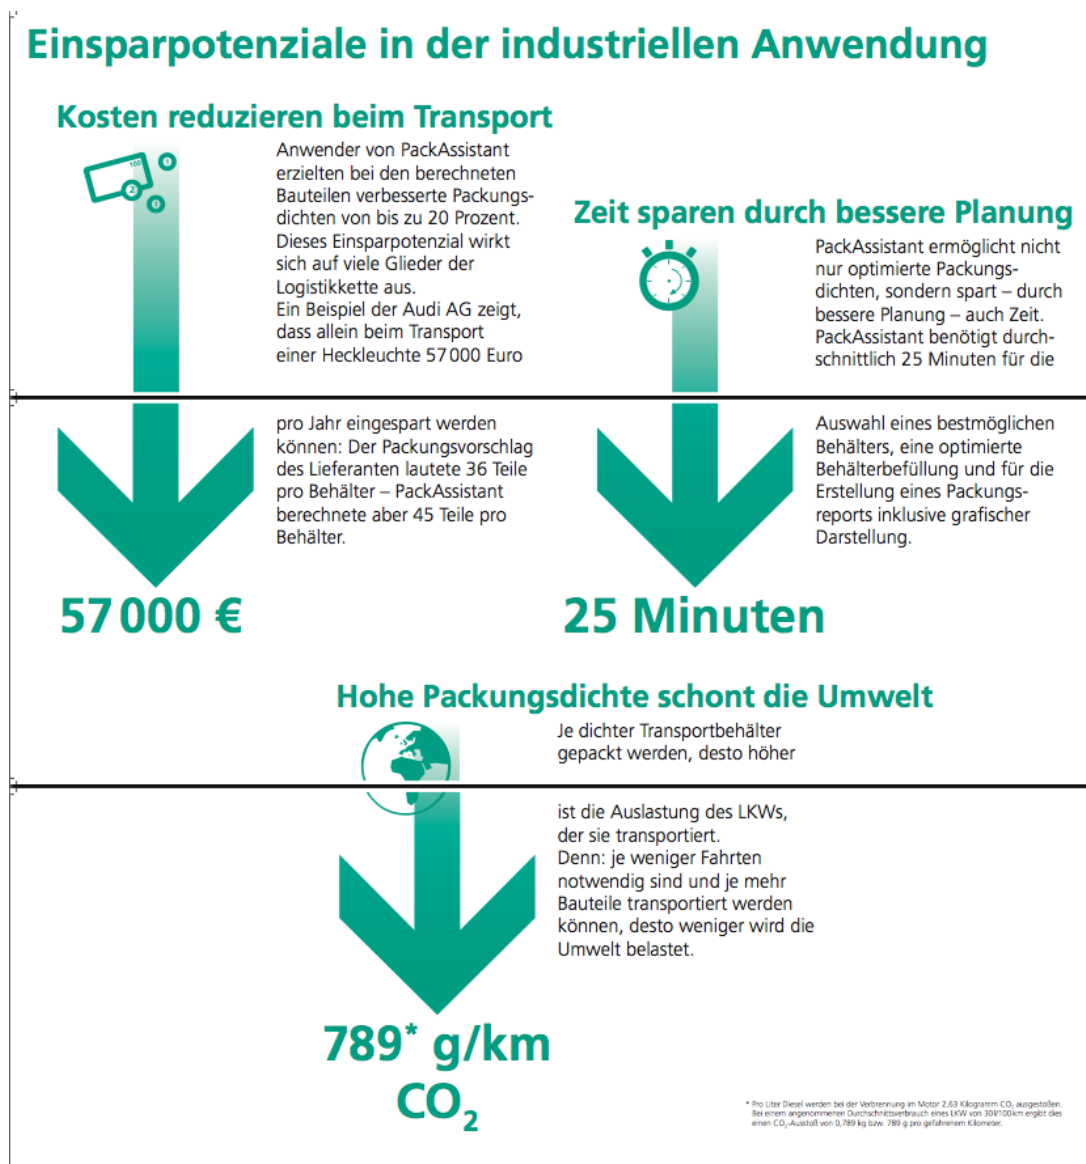 Einsparpotenziale in der industriellen Anwendung
Kosten reduzieren beim Transport
100
2
Anwender von PackAssistant
erzielten bei den berechneten
Bauteilen verbesserte Packungs-
dichten von bis zu 20 Prozent.
Dieses Einsparpotenzial wirkt
sich auf viele Glieder der
Logistikkette aus.
Ein Beispiel der Audi AG zeigt,
dass allein beim Transport
einer Heckleuchte 57 000 Euro
pro Jahr eingespart werden
können: Der Packungsvorschlag
des Lieferanten lautete 36 Teile
pro Behälter – PackAssistant
berechnete aber 45 Teile pro
Behälter.
57 000 €
Zeit sparen durch bessere Planung
PackAssistant ermöglicht nicht
nur optimierte Packungs-
dichten, sondern spart – durch
bessere Planung – auch Zeit.
PackAssistant benötigt durch-
schnittlich 25 Minuten für die
Auswahl eines bestmöglichen
Behälters, eine optimierte
Behälterbefüllung und für die
Erstellung eines Packungs-
reports inklusive grafischer
Darstellung.
25 Minuten
Hohe Packungsdichte schont die Umwelt
Je dichter Transportbehälter
gepackt werden, desto höher
ist die Auslastung des LKWs,
der sie transportiert.
Denn: je weniger Fahrten
notwendig sind und je mehr
Bauteile transportiert werden
können, desto weniger wird die
Umwelt belastet.
789* g/km
CO₂
* Pro Liter Diesel werden bei der Verbrennung im Motor 2,63 Kilogramm CO₂ ausgestoßen.
Bei einem angenommenen Durchschnittsverbrauch eines LKW von 30l/100km ergibt dies
einen CO₂-Ausstoß von 0,789 kg bzw. 789 g pro gefahrenem Kilometer.